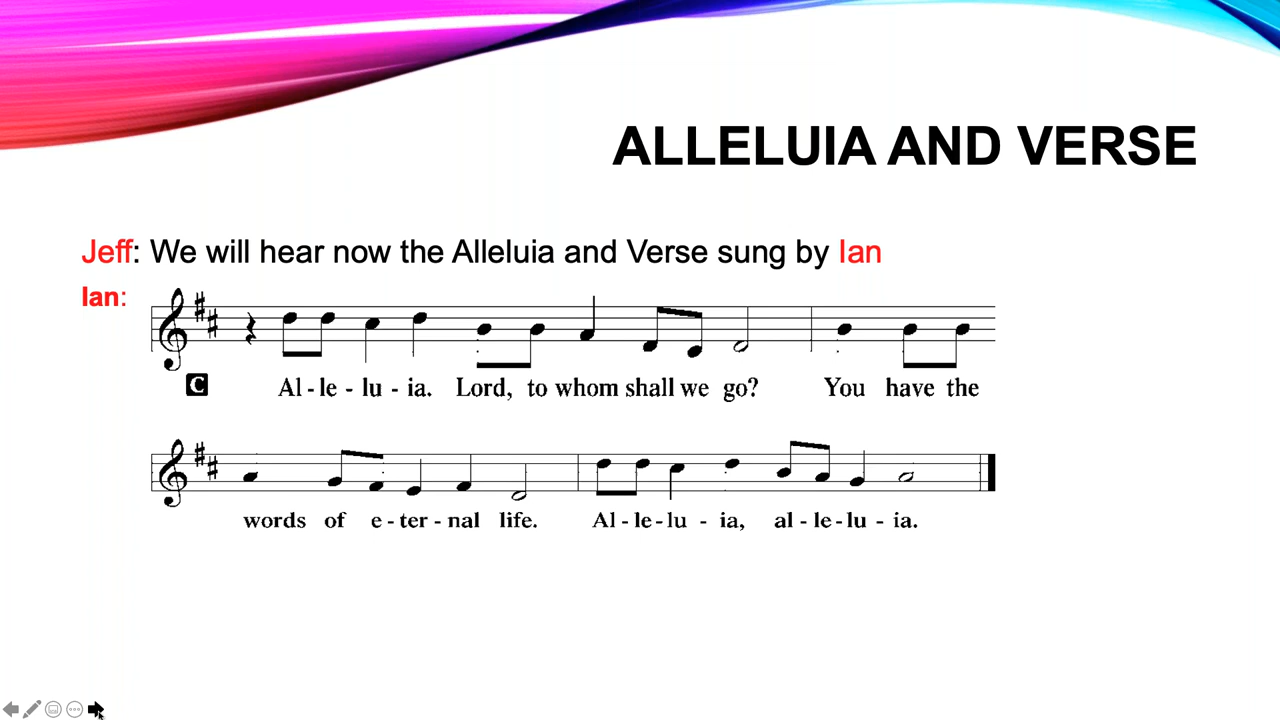 ALLELUIA AND VERSE
Jeff: We will hear now the Alleluia and Verse sung by Ian
Ian:
C Al - le - lu - ia. Lord, to whom shall we go? You have the
words of e - ter - nal life. Al - le - lu - ia, al - le - lu - ia.